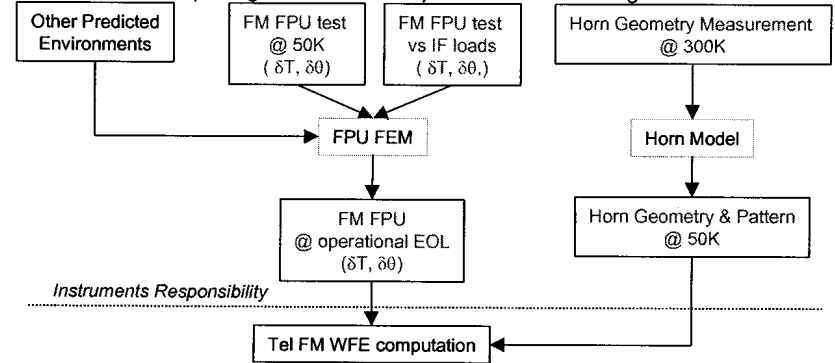 Other Predicted
Environments
FM FPU test
@ 50K
( δT, δθ)
FM FPU test
vs IF loads
( δT, δθ,)
Horn Geometry Measurement
@ 300K
FPU FEM
Horn Model
FM FPU
@ operational EOL
(δT, δθ)
Horn Geometry & Pattern
@ 50K
Instruments Responsibility
Tel FM WFE computation